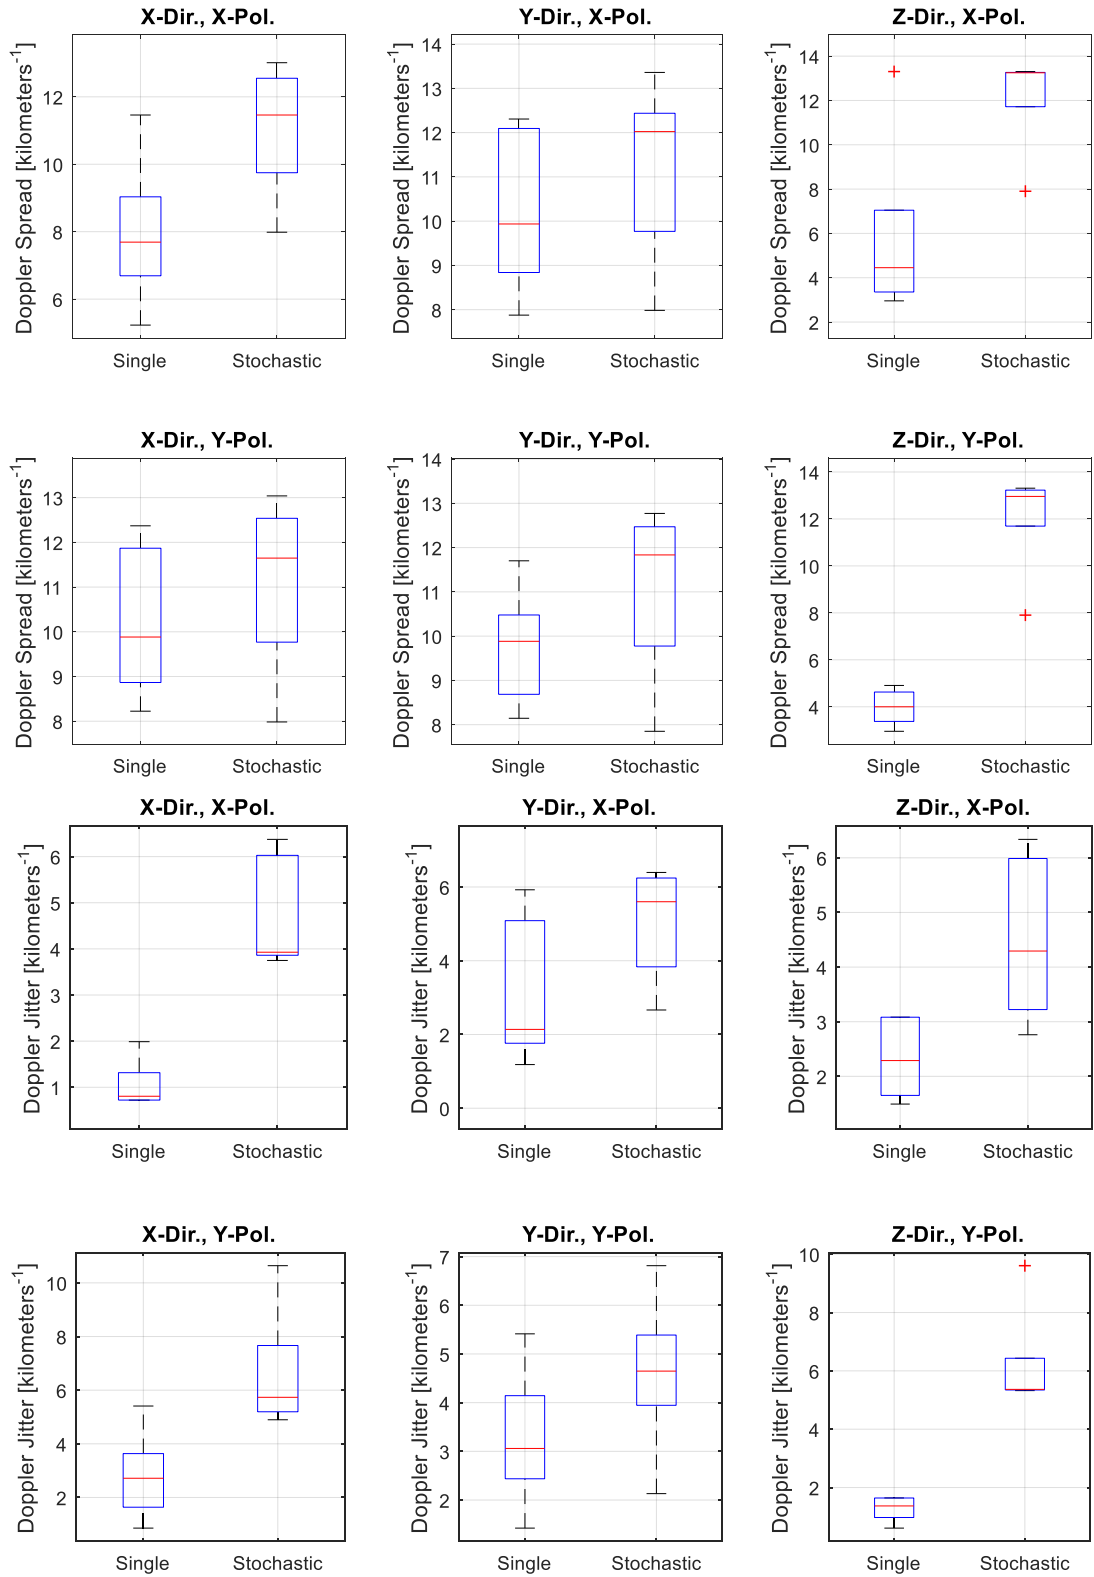 X-Dir., X-Pol.
Doppler Spread [kilometers-1]
12
10
8
6
Single Stochastic
Y-Dir., X-Pol.
Doppler Spread [kilometers-1]
14
13
12
11
10
9
8
Single Stochastic
Z-Dir., X-Pol.
Doppler Spread [kilometers-1]
14
12
10
8
6
4
2
Single Stochastic
X-Dir., Y-Pol.
Doppler Spread [kilometers-1]
13
12
11
10
9
8
Single Stochastic
Y-Dir., Y-Pol.
Doppler Spread [kilometers-1]
14
13
12
11
10
9
8
Single Stochastic
Z-Dir., Y-Pol.
Doppler Spread [kilometers-1]
14
12
10
8
6
4
Single Stochastic
X-Dir., X-Pol.
Doppler Jitter [kilometers-1]
6
5
4
3
2
1
Single Stochastic
Y-Dir., X-Pol.
Doppler Jitter [kilometers-1]
6
4
2
0
Single Stochastic
Z-Dir., X-Pol.
Doppler Jitter [kilometers-1]
6
5
4
3
2
Single Stochastic
X-Dir., Y-Pol.
Doppler Jitter [kilometers-1]
10
8
6
4
2
Single Stochastic
Y-Dir., Y-Pol.
Doppler Jitter [kilometers-1]
7
6
5
4
3
2
Single Stochastic
Z-Dir., Y-Pol.
Doppler Jitter [kilometers-1]
10
8
6
4
2
Single Stochastic